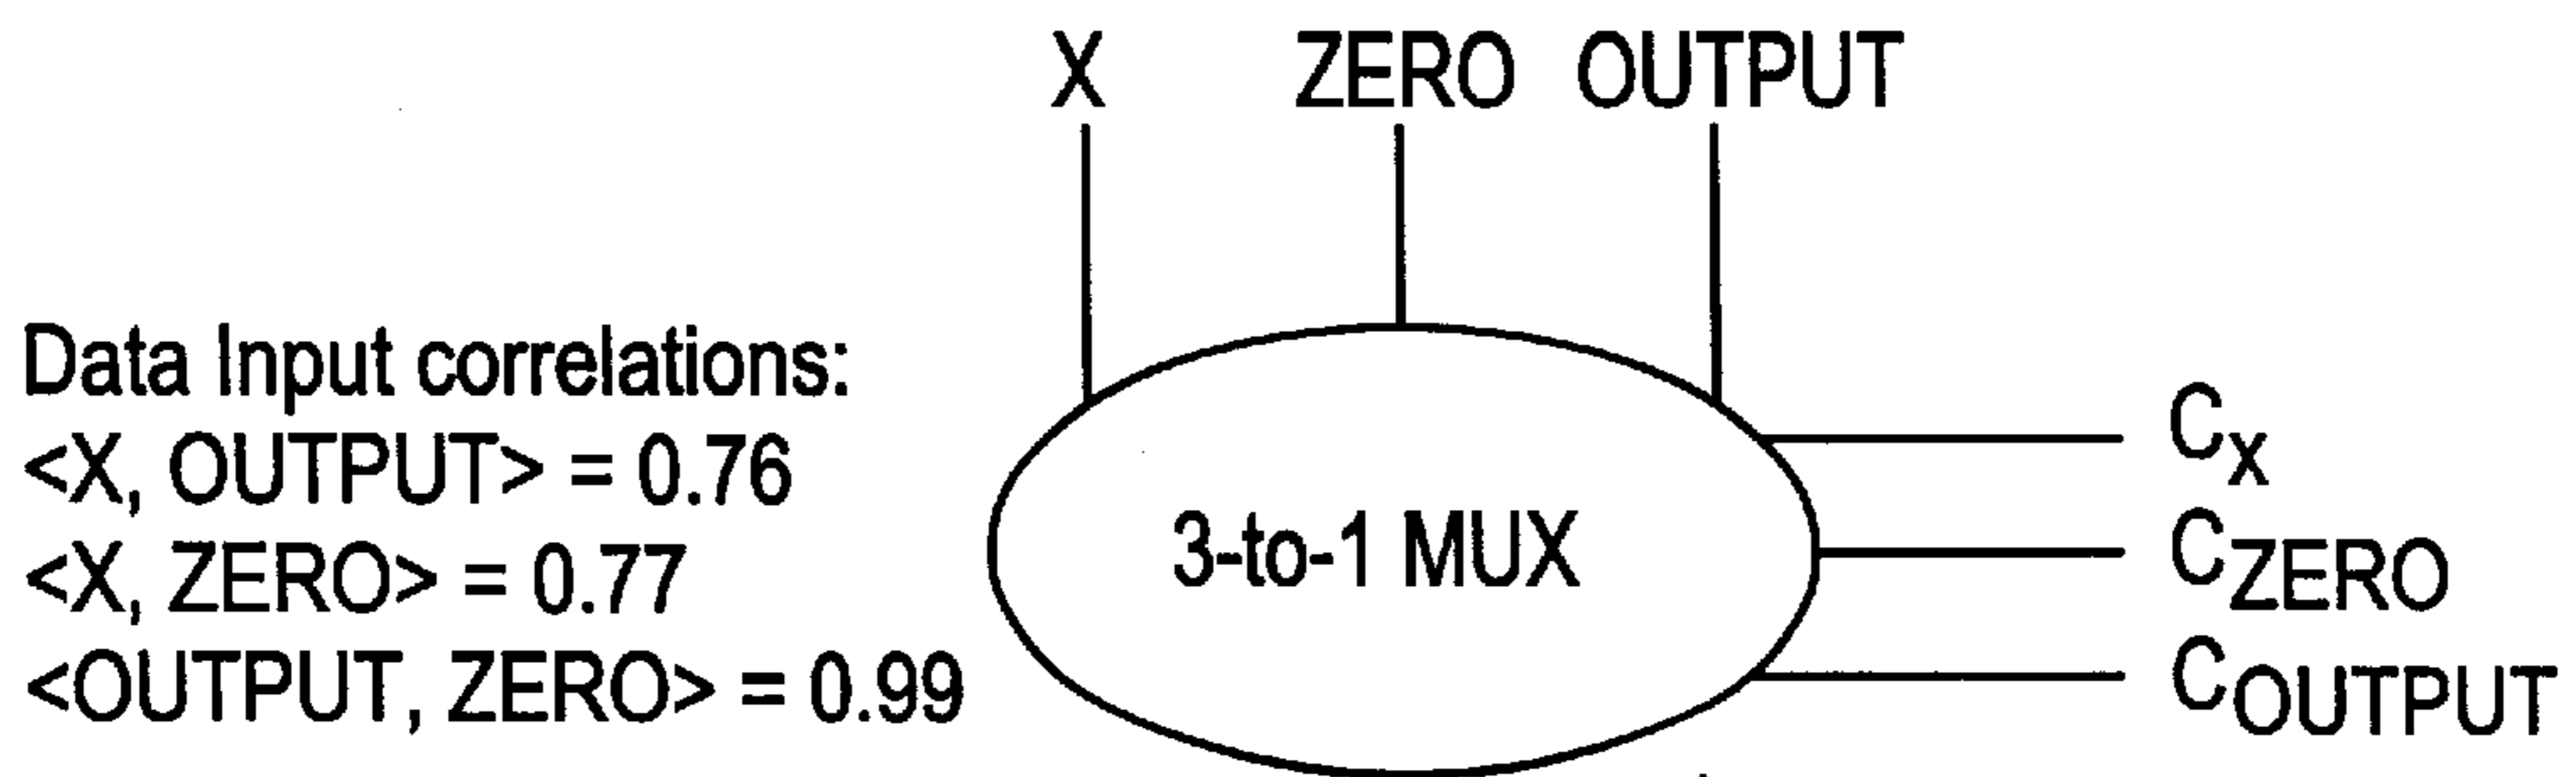 X ZERO OUTPUT
Data Input correlations:
<X, OUTPUT> = 0.76
<X, ZERO> = 0.77
<OUTPUT, ZERO> = 0.99
3-to-1 MUX
CX
CZERO
COUTPUT